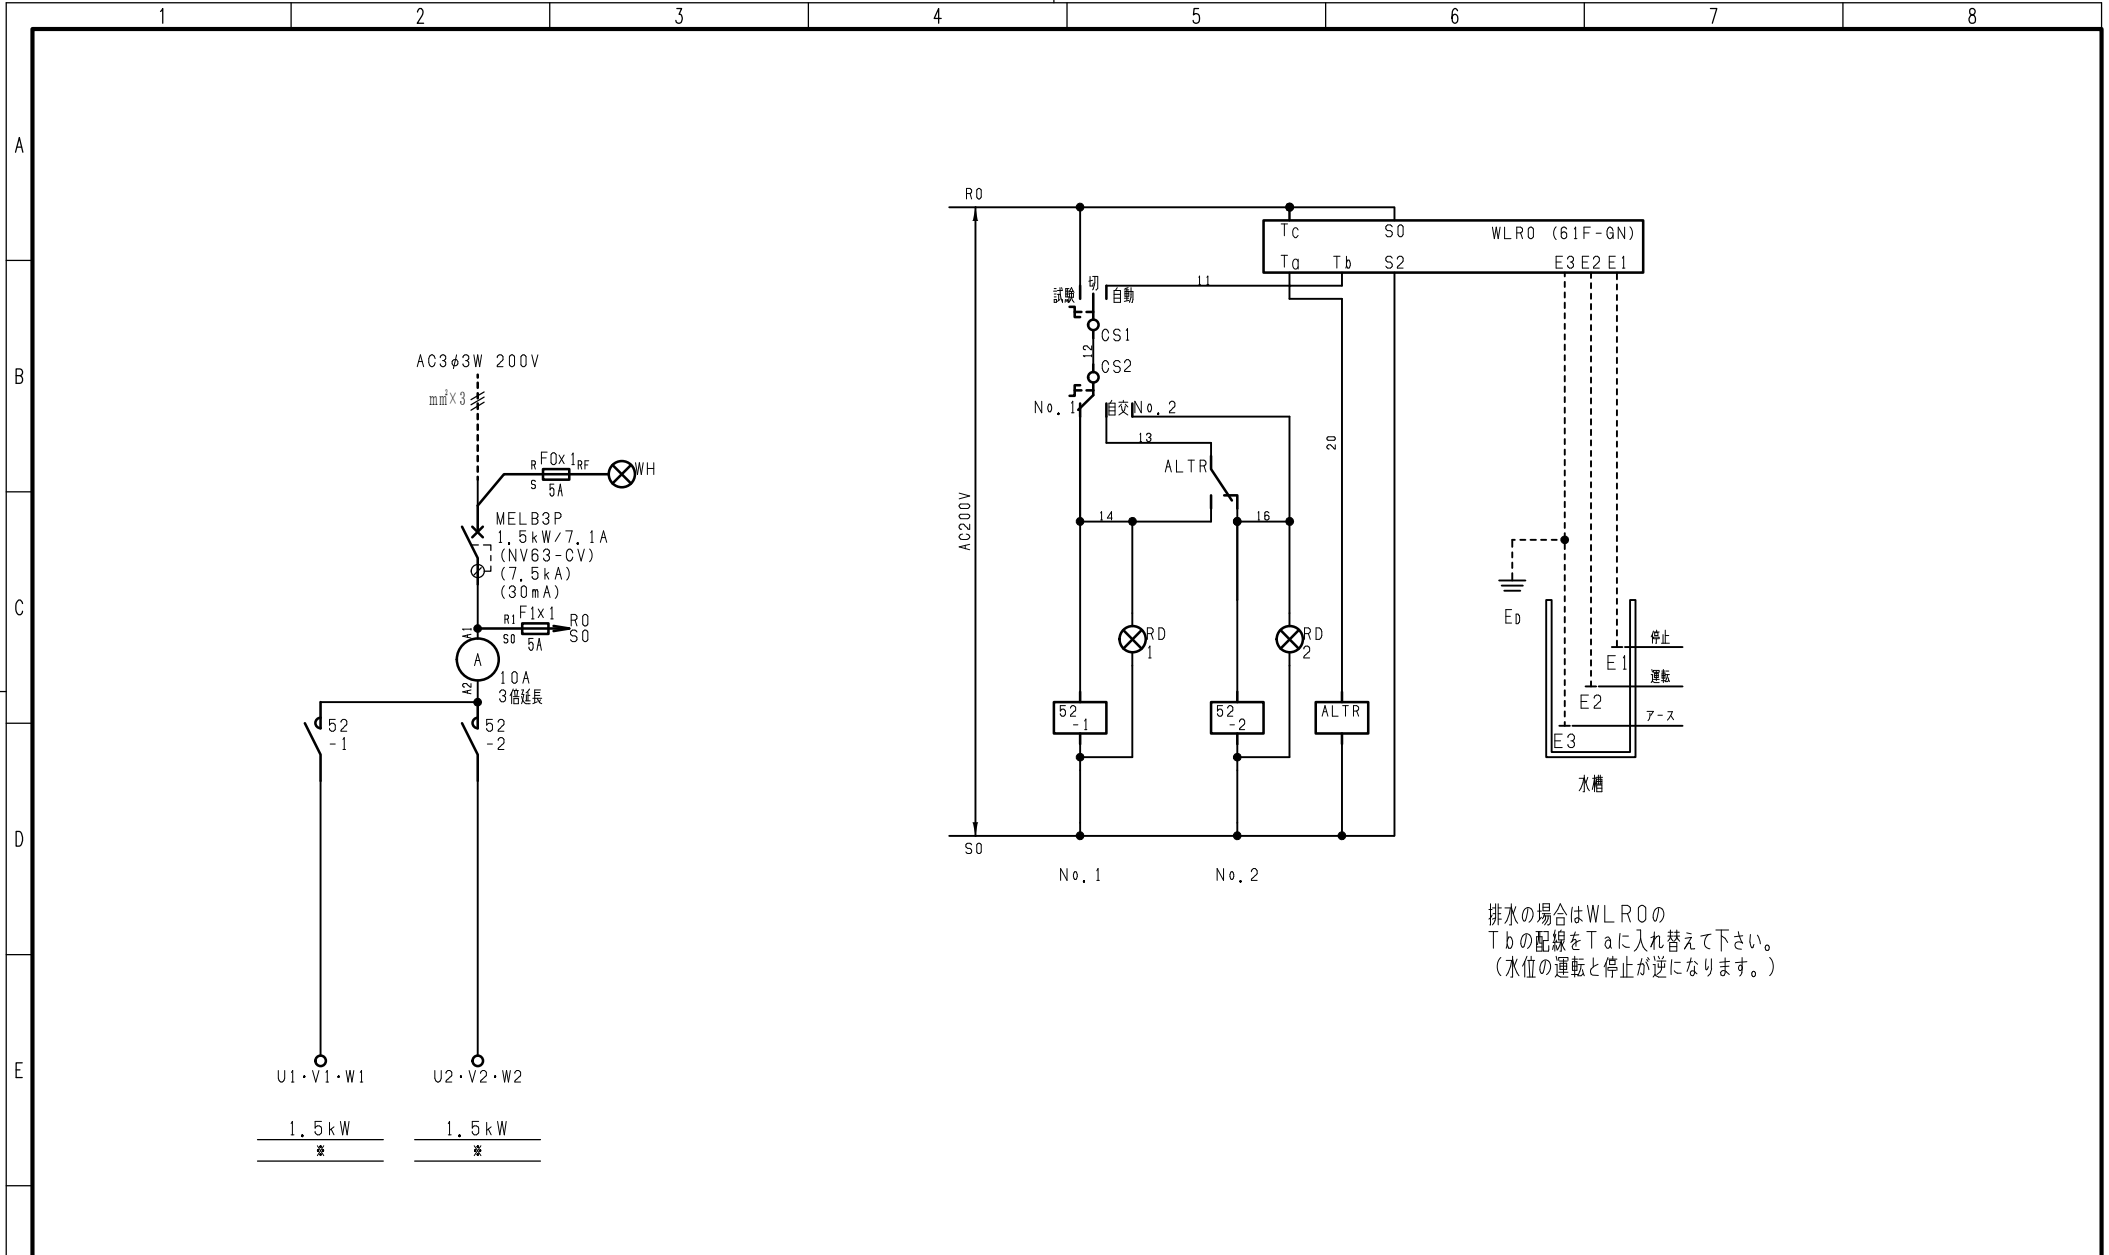 1 2 3 4 5 6 7 8
A
B
C
D
E
AC3φ3W 200V
mm²×3
R F0x1 RF
S 5A
WH
MELB3P
1.5kW/7.1A
(NV63-CV)
(7.5kA)
(30mA)
A1
R1 F1x1 R0
S0 5A S0
A
A2
10A
3倍延長
52
-1
52
-2
U1・V1・W1
U2・V2・W2
1.5kW
※
1.5kW
※
R0
AC200V
S0
Tc S0 WLR0 (61F-GN)
Ta Tb S2 E3 E2 E1
試験 切 自動
11
CS1
12
CS2
No.1 自交 No.2
13
ALTR
20
14
16
RD
1
RD
2
52
-1
52
-2
ALTR
No.1
No.2
ED
停止
E1
運転
E2
アース
E3
水槽
排水の場合はWLR0の
Tbの配線をTaに入れ替えて下さい。
(水位の運転と停止が逆になります。)